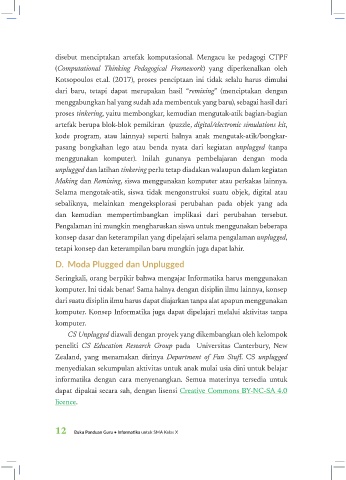 disebut menciptakan artefak komputasional. Mengacu ke pedagogi CTPF
(Computational Thinking Pedagogical Framework) yang diperkenalkan oleh
Kotsopoulos et.al. (2017), proses penciptaan ini tidak selalu harus dimulai
dari baru, tetapi dapat merupakan hasil “remixing” (menciptakan dengan
menggabungkan hal yang sudah ada membentuk yang baru), sebagai hasil dari
proses tinkering, yaitu membongkar, kemudian mengutak-atik bagian-bagian
artefak berupa blok-blok pemikiran (puzzle, digital/electronic simulations kit,
kode program, atau lainnya) seperti halnya anak mengutak-atik/bongkar-
pasang bongkahan lego atau benda nyata dari kegiatan unplugged (tanpa
menggunakan komputer). Inilah gunanya pembelajaran dengan moda
unplugged dan latihan tinkering perlu tetap diadakan walaupun dalam kegiatan
Making dan Remixing, siswa menggunakan komputer atau perkakas lainnya.
Selama mengotak-atik, siswa tidak mengonstruksi suatu objek, digital atau
sebaliknya, melainkan mengeksplorasi perubahan pada objek yang ada
dan kemudian mempertimbangkan implikasi dari perubahan tersebut.
Pengalaman ini mungkin mengharuskan siswa untuk menggunakan beberapa
konsep dasar dan keterampilan yang dipelajari selama pengalaman unplugged,
tetapi konsep dan keterampilan baru mungkin juga dapat lahir.
D. Moda Plugged dan Unplugged
Seringkali, orang berpikir bahwa mengajar Informatika harus menggunakan
komputer. Ini tidak benar! Sama halnya dengan disiplin ilmu lainnya, konsep
dari suatu disiplin ilmu harus dapat diajarkan tanpa alat apapun menggunakan
komputer. Konsep Informatika juga dapat dipelajari melalui aktivitas tanpa
komputer.
CS Unplugged diawali dengan proyek yang dikembangkan oleh kelompok
peneliti CS Education Research Group pada Universitas Canterbury, New
Zealand, yang menamakan dirinya Department of Fun Stuff. CS unplugged
menyediakan sekumpulan aktivitas untuk anak mulai usia dini untuk belajar
informatika dengan cara menyenangkan. Semua materinya tersedia untuk
dapat dipakai secara sah, dengan lisensi Creative Commons BY-NC-SA 4.0
licence.
12 Buku Panduan Guru • Informatika untuk SMA Kelas X